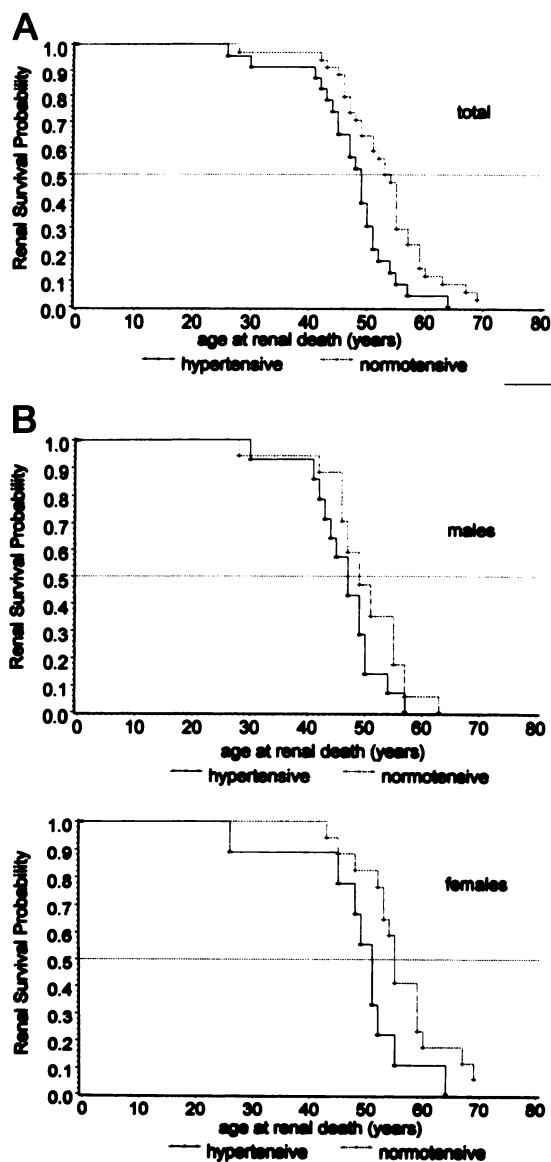 A
Renal Survival Probability
1.0
0.9
0.8
0.7
0.6
0.5
0.4
0.3
0.2
0.1
0.0
total
0 10 20 30 40 50 60 70 80
age at renal death (years)
hypertensive normotensive
B
Renal Survival Probability
1.0
0.9
0.8
0.7
0.6
0.5
0.4
0.3
0.2
0.1
0.0
males
0 10 20 30 40 50 60 70 80
age at renal death (years)
hypertensive normotensive
Renal Survival Probability
1.0
0.9
0.8
0.7
0.6
0.5
0.4
0.3
0.2
0.1
0.0
females
0 10 20 30 40 50 60 70 80
age at renal death (years)
hypertensive normotensive